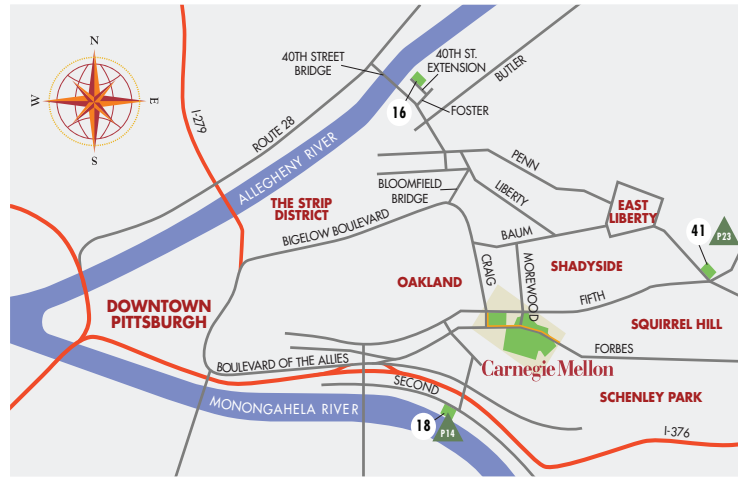 N
W
E
S
I-279
ROUTE 28
40TH STREET
BRIDGE
40TH ST.
EXTENSION
BUTLER
16
FOSTER
ALLEGHENY RIVER
THE STRIP
DISTRICT
BLOOMFIELD
BRIDGE
PENN
LIBERTY
EAST
LIBERTY
41
P23
BIGELOW BOULEVARD
BAUM
OAKLAND
CRAIG
MOREWOOD
SHADYSIDE
DOWNTOWN
PITTSBURGH
FIFTH
SQUIRREL HILL
BOULEVARD OF THE ALLIES
FORBES
Carnegie Mellon
SECOND
SCHENLEY PARK
MONONGAHELA RIVER
18
P14
I-376